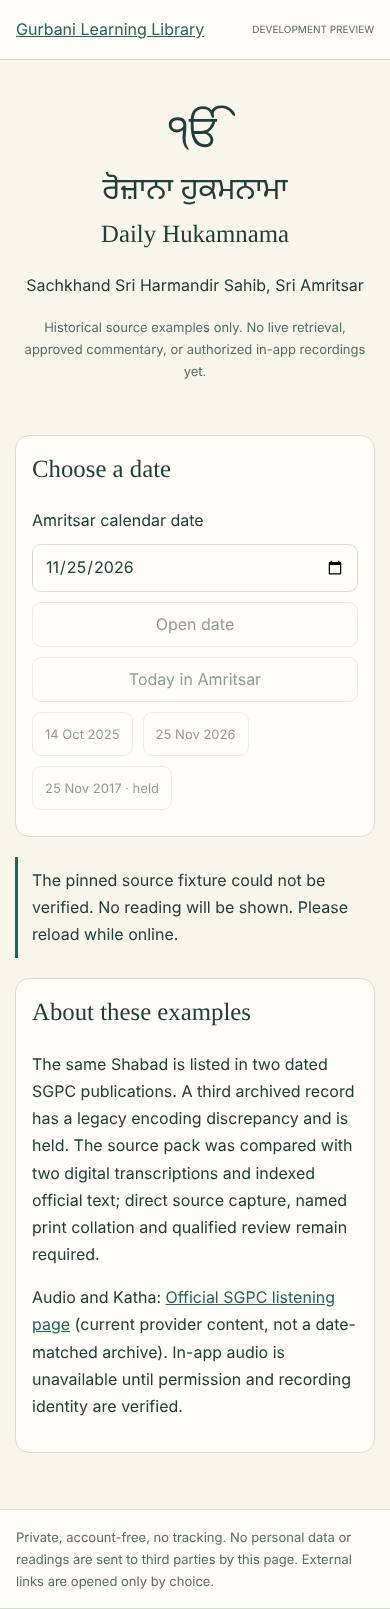 Gurbani Learning Library
DEVELOPMENT PREVIEW
ੴ
ਰੋਜ਼ਾਨਾ ਹੁਕਮਨਾਮਾ
Daily Hukamnama
Sachkhand Sri Harmandir Sahib, Sri Amritsar
Historical source examples only. No live retrieval,
approved commentary, or authorized in-app recordings
yet.
Choose a date
Amritsar calendar date
11/25/2026
Open date
Today in Amritsar
14 Oct 2025
25 Nov 2026
25 Nov 2017 · held
The pinned source fixture could not be
verified. No reading will be shown. Please
reload while online.
About these examples
The same Shabad is listed in two dated
SGPC publications. A third archived record
has a legacy encoding discrepancy and is
held. The source pack was compared with
two digital transcriptions and indexed
official text; direct source capture, named
print collation and qualified review remain
required.
Audio and Katha: Official SGPC listening
page (current provider content, not a date-
matched archive). In-app audio is
unavailable until permission and recording
identity are verified.
Private, account-free, no tracking. No personal data or
readings are sent to third parties by this page. External
links are opened only by choice.